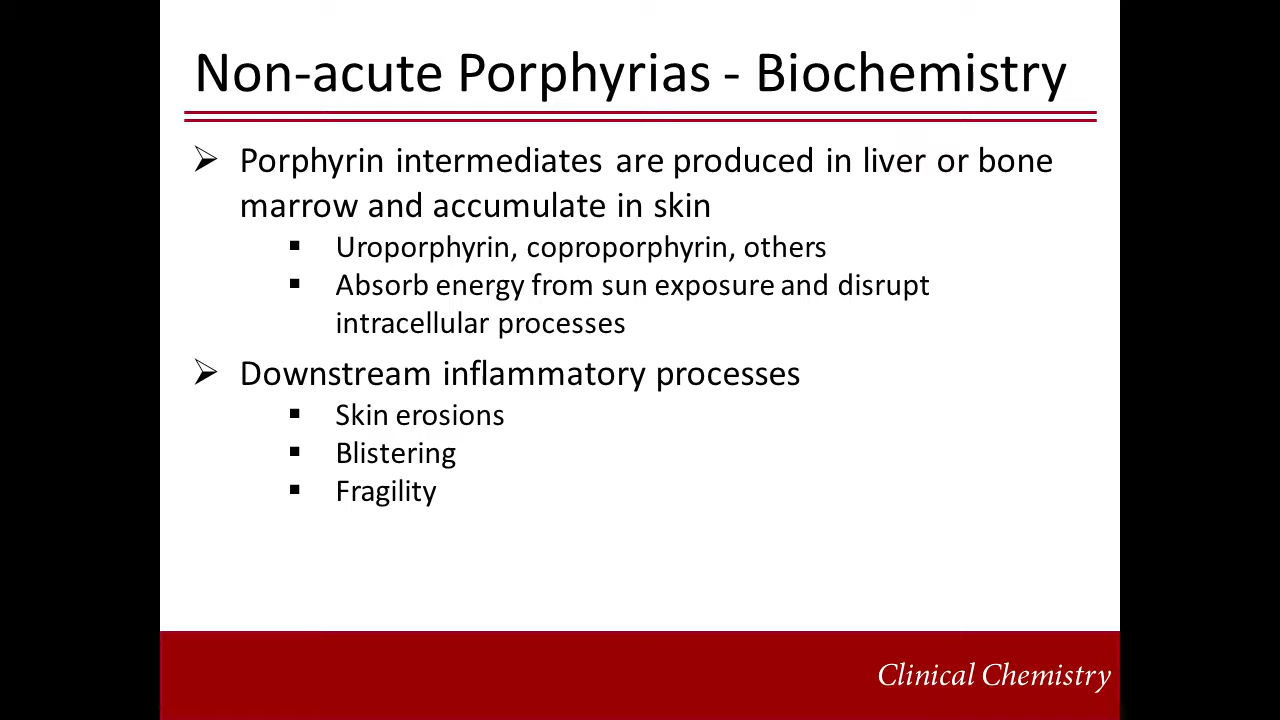 Non-acute Porphyrias - Biochemistry
➢ Porphyrin intermediates are produced in liver or bone
marrow and accumulate in skin
▪ Uroporphyrin, coproporphyrin, others
▪ Absorb energy from sun exposure and disrupt
intracellular processes
➢ Downstream inflammatory processes
▪ Skin erosions
▪ Blistering
▪ Fragility
Clinical Chemistry